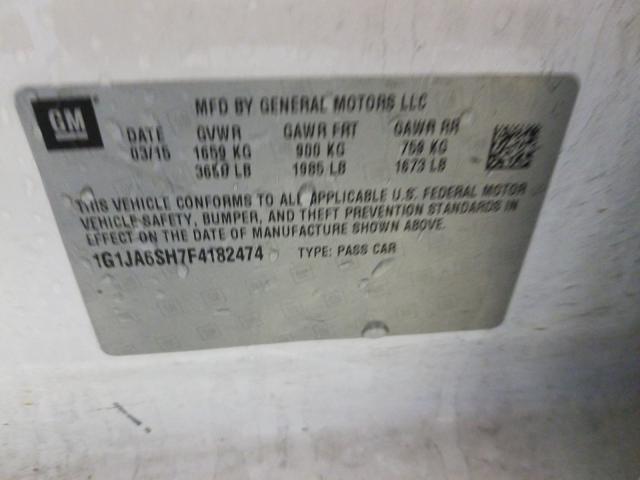 GM
MFD BY GENERAL MOTORS LLC
DATE GVWR GAWR FRT GAWR RR
03/15 1659 KG 900 KG 759 KG
LB 1985 LB 1673 LB
THIS VEHICLE CONFORMS TO ALL APPLICABLE U.S. FEDERAL MOTOR
VEHICLE SAFETY, BUMPER, AND THEFT PREVENTION STANDARDS IN
EFFECT ON THE DATE OF MANUFACTURE SHOWN ABOVE.
1G1JA6SH7F4182474 TYPE: PASS CAR